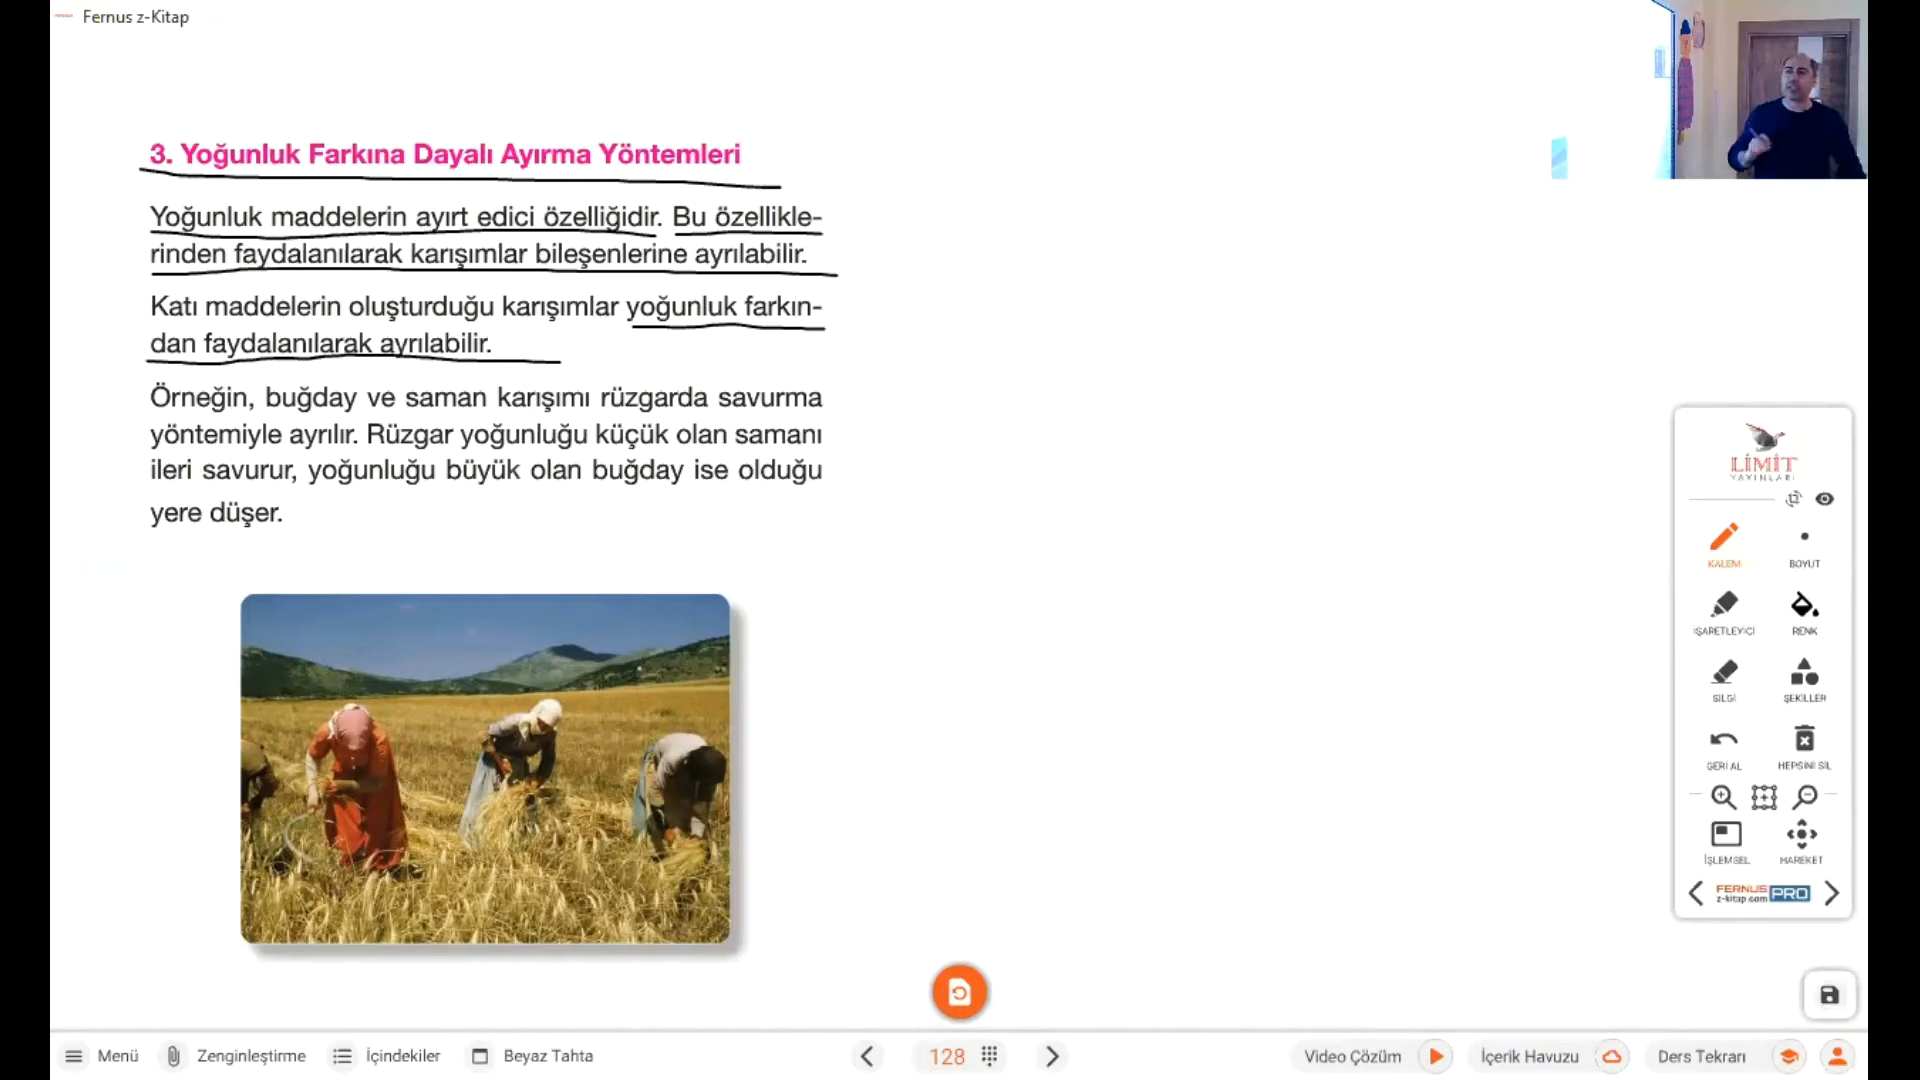 Fernus z-Kitap
3. Yoğunluk Farkına Dayalı Ayırma Yöntemleri
Yoğunluk maddelerin ayırt edici özelliğidir. Bu özellikle-
rinden faydalanılarak karışımlar bileşenlerine ayrılabilir.
Katı maddelerin oluşturduğu karışımlar yoğunluk farkın-
dan faydalanılarak ayrılabilir.
Örneğin, buğday ve saman karışımı rüzgarda savurma
yöntemiyle ayrılır. Rüzgar yoğunluğu küçük olan samanı
ileri savurur, yoğunluğu büyük olan buğday ise olduğu
yere düşer.
LİMİT
YAYINLARI
KALEM
BOYUT
İŞARETLEYİCİ
RENK
SİLGİ
ŞEKİLLER
GERİ AL
HEPSİNİ SİL
İŞLEMSEL
HAREKET
FERNUS
z-kitap.com PRO
Menü
Zenginleştirme
İçindekiler
Beyaz Tahta
128
Video Çözüm
İçerik Havuzu
Ders Tekrarı